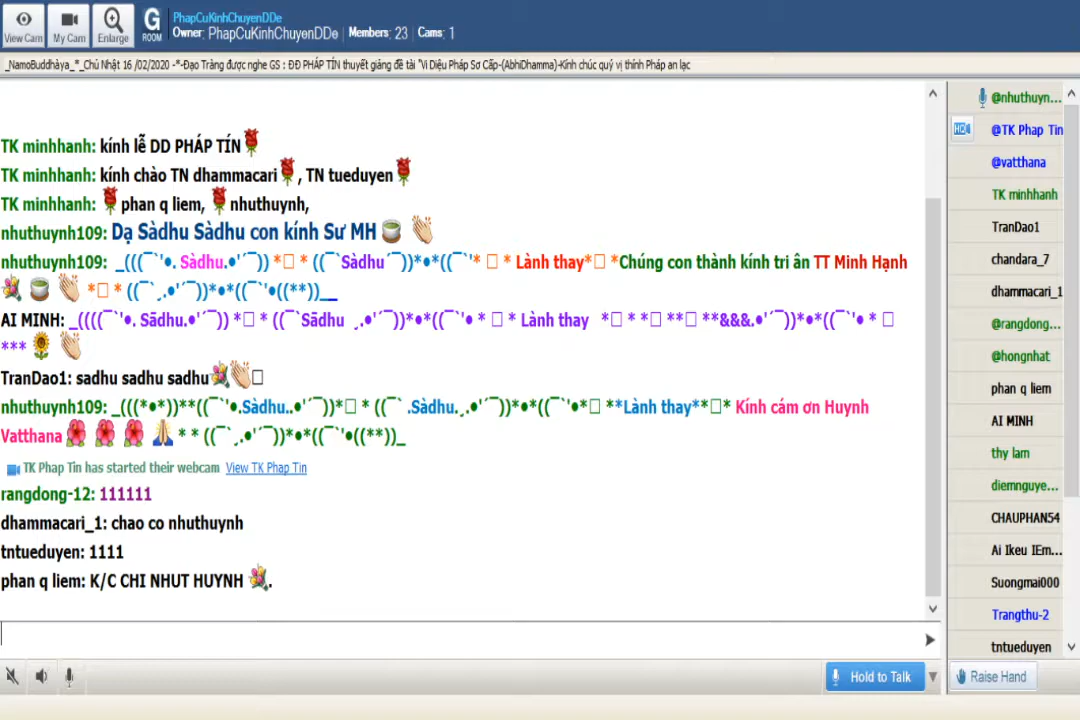 PhapCuKinhChuyenDDe
View Cam My Cam Enlarge G ROOM Owner: PhapCuKinhChuyenDDe Members: 23 Cams: 1
_NamoBuddhàya_*_Chủ Nhật 16 /02/2020 -*-Đạo Tràng được nghe GS : ĐĐ PHÁP TÍN thuyết giảng đề tài "Vi Diệu Pháp Sơ Cấp-(AbhiDhamma)-Kính chúc quý vị thính Pháp an lạc
TK minhhanh: kính lễ DD PHÁP TÍN🌹
TK minhhanh: kính chào TN dhammacari🌹, TN tueduyen🌹
TK minhhanh: 🌹phan q liem, 🌹nhuthuynh,
nhuthuynh109: Dạ Sàdhu Sàdhu con kính Sư MH 🍵 👏
nhuthuynh109: _(((¯`'•. Sàdhu.•'´¯)) *▯ * ((¯`Sàdhu´¯))*•*((¯`'* ▯ * Lành thay*▯ *Chúng con thành kính tri ân TT Minh Hạnh
💐 🍵 👏 *▯ * ((¯`¸.•'´¯))*•*((¯`'•((**))__
AI MINH: _((((¯`'•. Sãdhu.•'´¯)) *▯ * ((¯`Sãdhu ¸.•'´¯))*•*((¯`'• * ▯ * Lành thay *▯ * *▯ **▯ **&&&.•'´¯))*•*((¯`'• * ▯
*** 🌻 👏
TranDao1: sadhu sadhu sadhu💐👏▯
nhuthuynh109: _(((*•*))**((¯`'•.Sàdhu..•'´¯))*▯ * ((¯` .Sàdhu.¸.•'´¯))*•*((¯`'•*▯ **Lành thay**▯* Kính cám ơn Huynh
Vatthana 🌺 🌺 🌺 🙏 * * ((¯`¸.•'´¯))*•*((¯`'•((**))_
TK Phap Tin has started their webcam View TK Phap Tin
rangdong-12: 111111
dhammacari_1: chao co nhuthuynh
tntueduyen: 1111
phan q liem: K/C CHI NHUT HUYNH 💐.
Hold to Talk
@nhuthuyn...
HD @TK Phap Tin
@vatthana
TK minhhanh
TranDao1
chandara_7
dhammacari_1
@rangdong...
@hongnhat
phan q liem
AI MINH
thy lam
diemnguye...
CHAUPHAN54
Ai Ikeu IEm...
Suongmai000
Trangthu-2
tntueduyen
Raise Hand